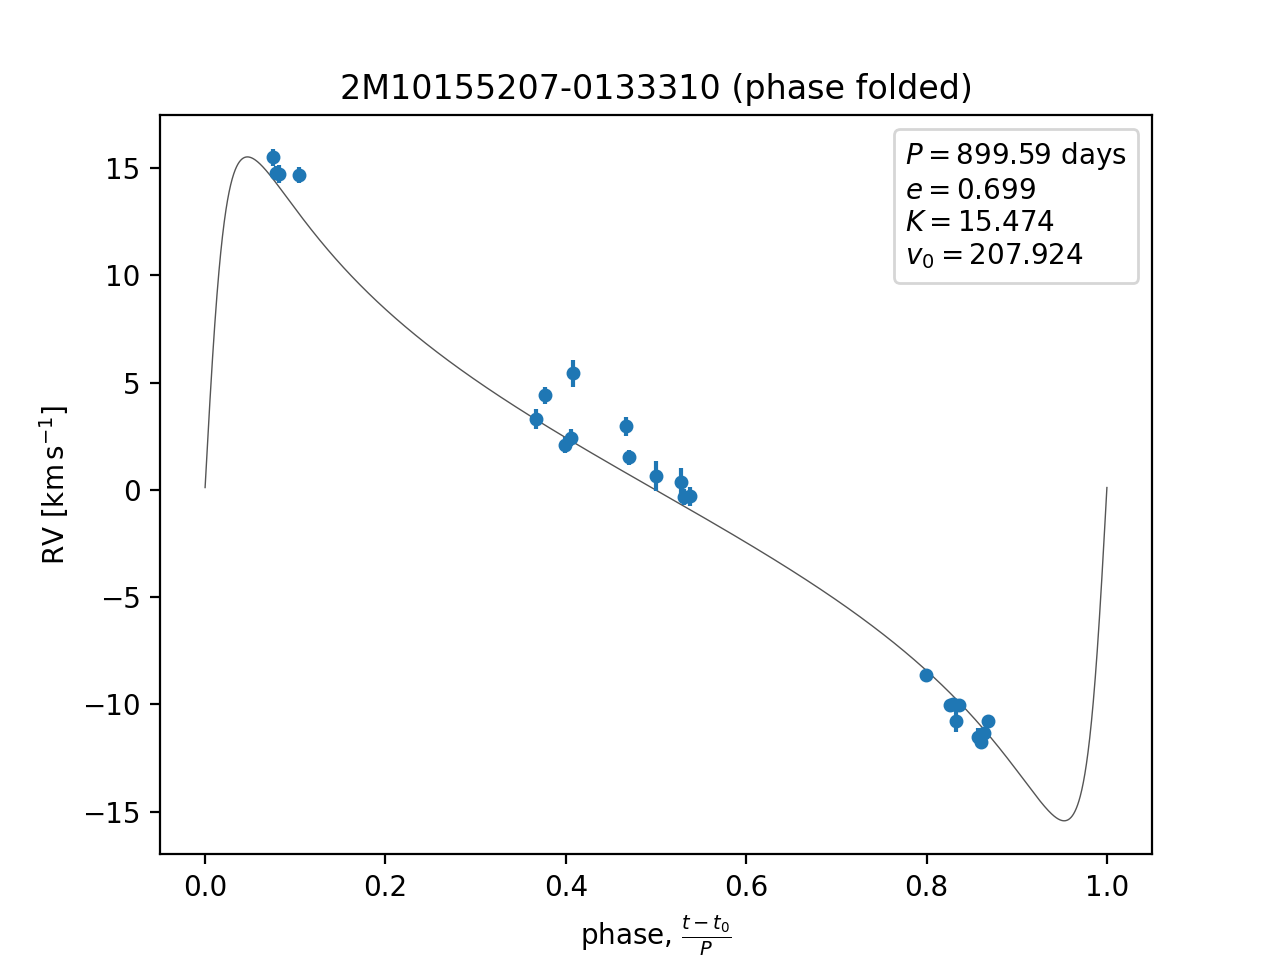 2M10155207-0133310 (phase folded)
P = 899.59 days
e = 0.699
K = 15.474
v₀ = 207.924
RV [km s⁻¹]
15
10
5
0
−5
−10
−15
0.0 0.2 0.4 0.6 0.8 1.0
phase, (t − t₀)/P